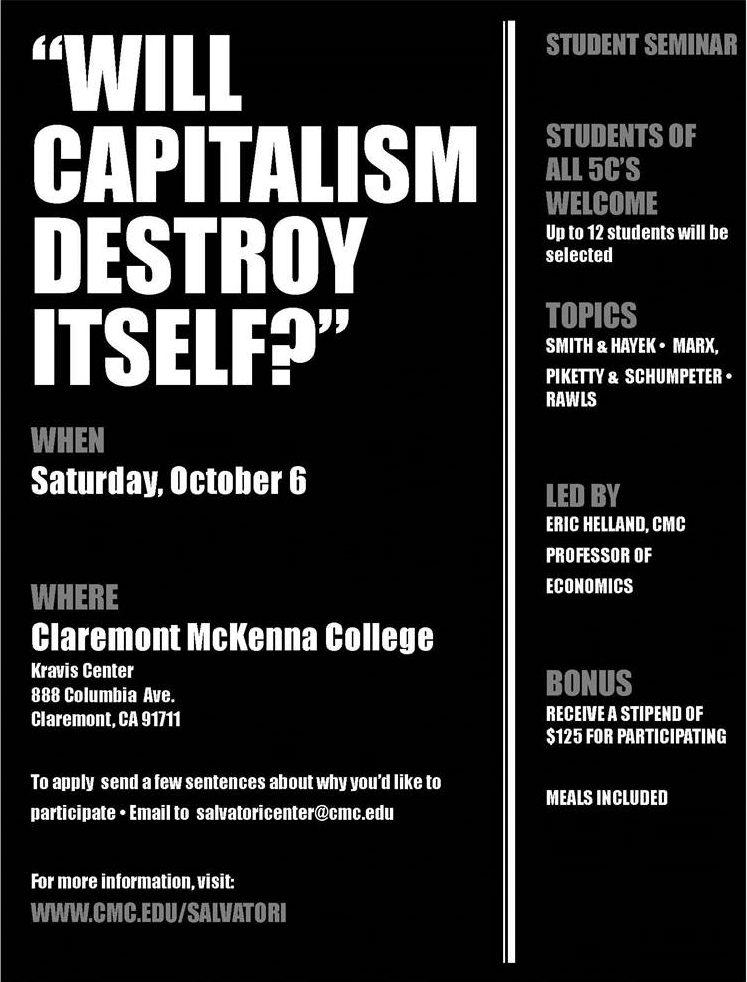 “WILL
CAPITALISM
DESTROY
ITSELF?”
WHEN
Saturday, October 6
WHERE
Claremont McKenna College
Kravis Center
888 Columbia Ave.
Claremont, CA 91711
To apply send a few sentences about why you’d like to
participate • Email to salvatoricenter@cmc.edu
For more information, visit:
WWW.CMC.EDU/SALVATORI
STUDENT SEMINAR
STUDENTS OF
ALL 5C’S
WELCOME
Up to 12 students will be
selected
TOPICS
SMITH & HAYEK • MARX,
PIKETTY & SCHUMPETER •
RAWLS
LED BY
ERIC HELLAND, CMC
PROFESSOR OF
ECONOMICS
BONUS
RECEIVE A STIPEND OF
$125 FOR PARTICIPATING
MEALS INCLUDED